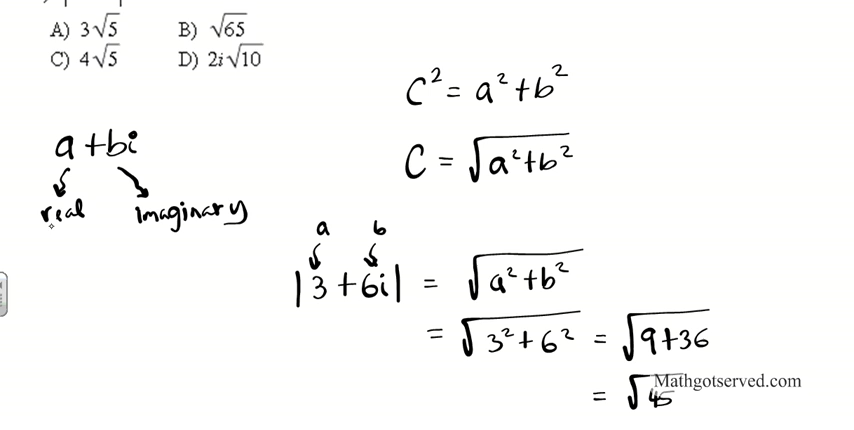 A) 3√5 B) √65
C) 4√5 D) 2i√10
c² = a² + b²
c = √(a² + b²)
a + bi
real imaginary
a b
|3 + 6i| = √(a² + b²)
= √(3² + 6²) = √(9 + 36)
= √45
Mathgotserved.com